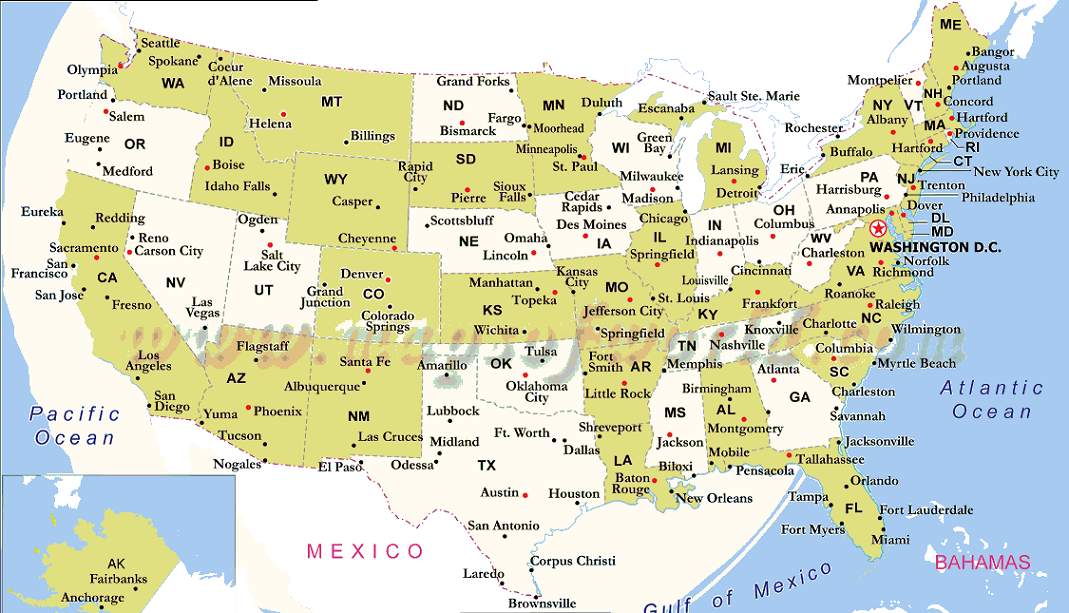 ME
Bangor
Augusta
Portland
Seattle
Spokane
Coeur
d'Alene
Olympia
WA
Missoula
MT
Helena
Billings
Grand Forks
ND
Bismarck
Fargo
MN
Duluth
Moorhead
Minneapolis
St. Paul
Sault Ste. Marie
Escanaba
Montpelier
VT
NH
Concord
Hartford
Providence
RI
CT
MA
Hartford
NY
Albany
Rochester
Buffalo
New York City
Philadelphia
Portland
Salem
Eugene
OR
Medford
ID
Boise
Idaho Falls
WY
Casper
Cheyenne
Rapid
City
SD
Pierre
Sioux
Falls
WI
Green
Bay
Milwaukee
Madison
MI
Lansing
Detroit
Erie
PA
Harrisburg
NJ
Trenton
Annapolis
Dover
DL
MD
WASHINGTON D.C.
Eureka
Redding
Sacramento
San
Francisco
San Jose
CA
Fresno
Reno
Carson City
NV
Las
Vegas
Ogden
Salt
Lake City
UT
Grand
Junction
Denver
CO
Colorado
Springs
Scottsbluff
NE
Omaha
Lincoln
Cedar
Rapids
Des Moines
IA
Chicago
IL
Springfield
IN
Indianapolis
OH
Columbus
Cincinnati
WV
Charleston
VA
Richmond
Norfolk
Roanoke
Manhattan
Topeka
Kansas
City
KS
Wichita
MO
Jefferson City
St. Louis
Springfield
Louisville
Frankfort
KY
Knoxville
TN
Nashville
Memphis
Charlotte
NC
Raleigh
Wilmington
Columbia
SC
Myrtle Beach
Charleston
Los
Angeles
San
Diego
Flagstaff
AZ
Yuma
Phoenix
Tucson
Nogales
Santa Fe
Albuquerque
NM
Las Cruces
El Paso
Amarillo
Lubbock
Midland
Odessa
OK
Tulsa
Oklahoma
City
Fort
Smith
AR
Little Rock
Ft. Worth
Dallas
TX
Austin
Houston
San Antonio
Corpus Christi
Laredo
Brownsville
Shreveport
LA
Baton
Rouge
New Orleans
MS
Jackson
Biloxi
Birmingham
AL
Montgomery
Mobile
Pensacola
Atlanta
GA
Savannah
Jacksonville
Tallahassee
Orlando
Tampa
FL
Fort Lauderdale
Fort Myers
Miami
Pacific
Ocean
Atlantic
Ocean
MEXICO
Gulf of Mexico
BAHAMAS
AK
Fairbanks
Anchorage